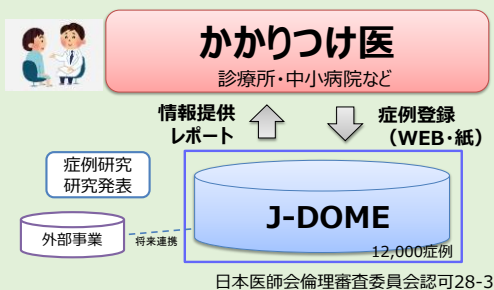 かかりつけ医
診療所・中小病院など
情報提供
レポート
症例登録
（WEB・紙）
症例研究
研究発表
J-DOME
外部事業
将来連携
12,000症例
日本医師会倫理審査委員会認可28-3